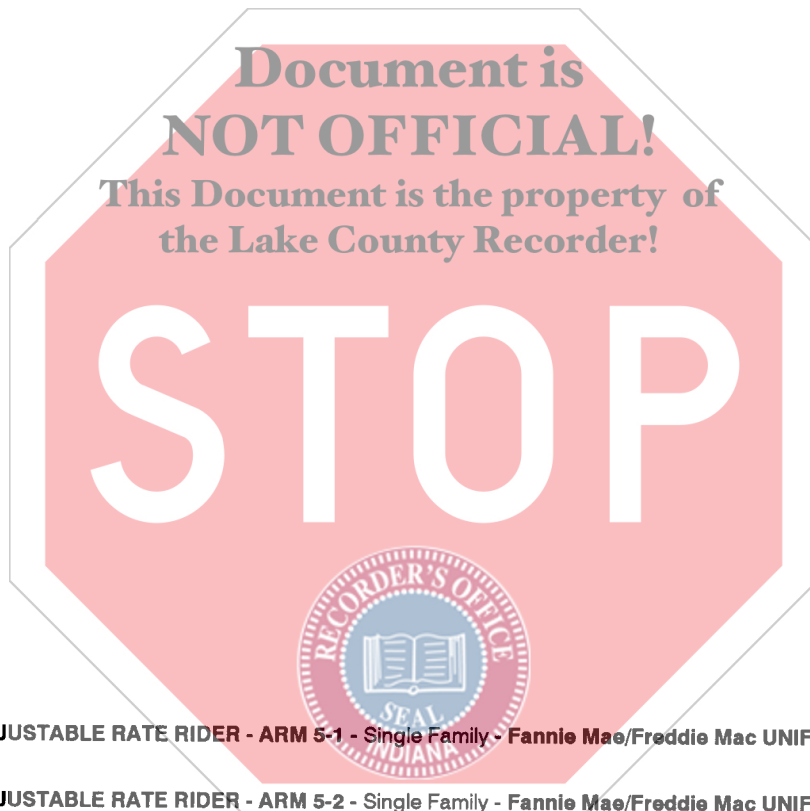 Document is
NOT OFFICIAL!
This Document is the property of
the Lake County Recorder!
STOP
RECORDER'S OFFICE
SEAL
INDIANA
JUSTABLE RATE RIDER - ARM 5-1 - Single Family - Fannie Mae/Freddie Mac UNIF
JUSTABLE RATE RIDER - ARM 5-2 - Single Family - Fannie Mae/Freddie Mac UNIF